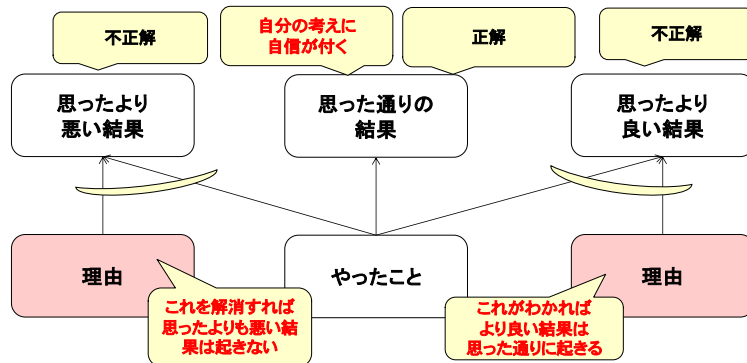 不正解
自分の考えに
自信が付く
正解
不正解
思ったより
悪い結果
思った通りの
結果
思ったより
良い結果
理由
やったこと
理由
これを解消すれば
思ったよりも悪い結
果は起きない
これがわかれば
より良い結果は
思った通りに起きる